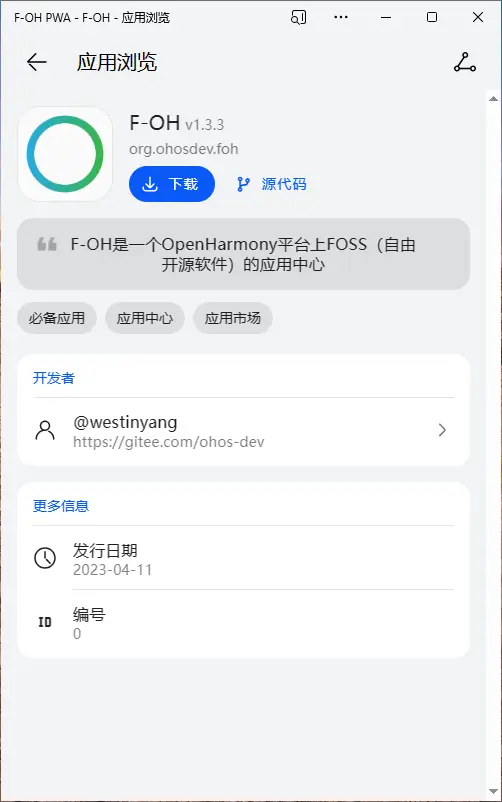 F-OH PWA - F-OH - 应用浏览
应用浏览
F-OH v1.3.3
org.ohosdev.foh
下载 源代码
F-OH是一个OpenHarmony平台上FOSS（自由
开源软件）的应用中心
必备应用 应用中心 应用市场
开发者
@westinyang
https://gitee.com/ohos-dev
更多信息
发行日期
2023-04-11
ID 编号
0